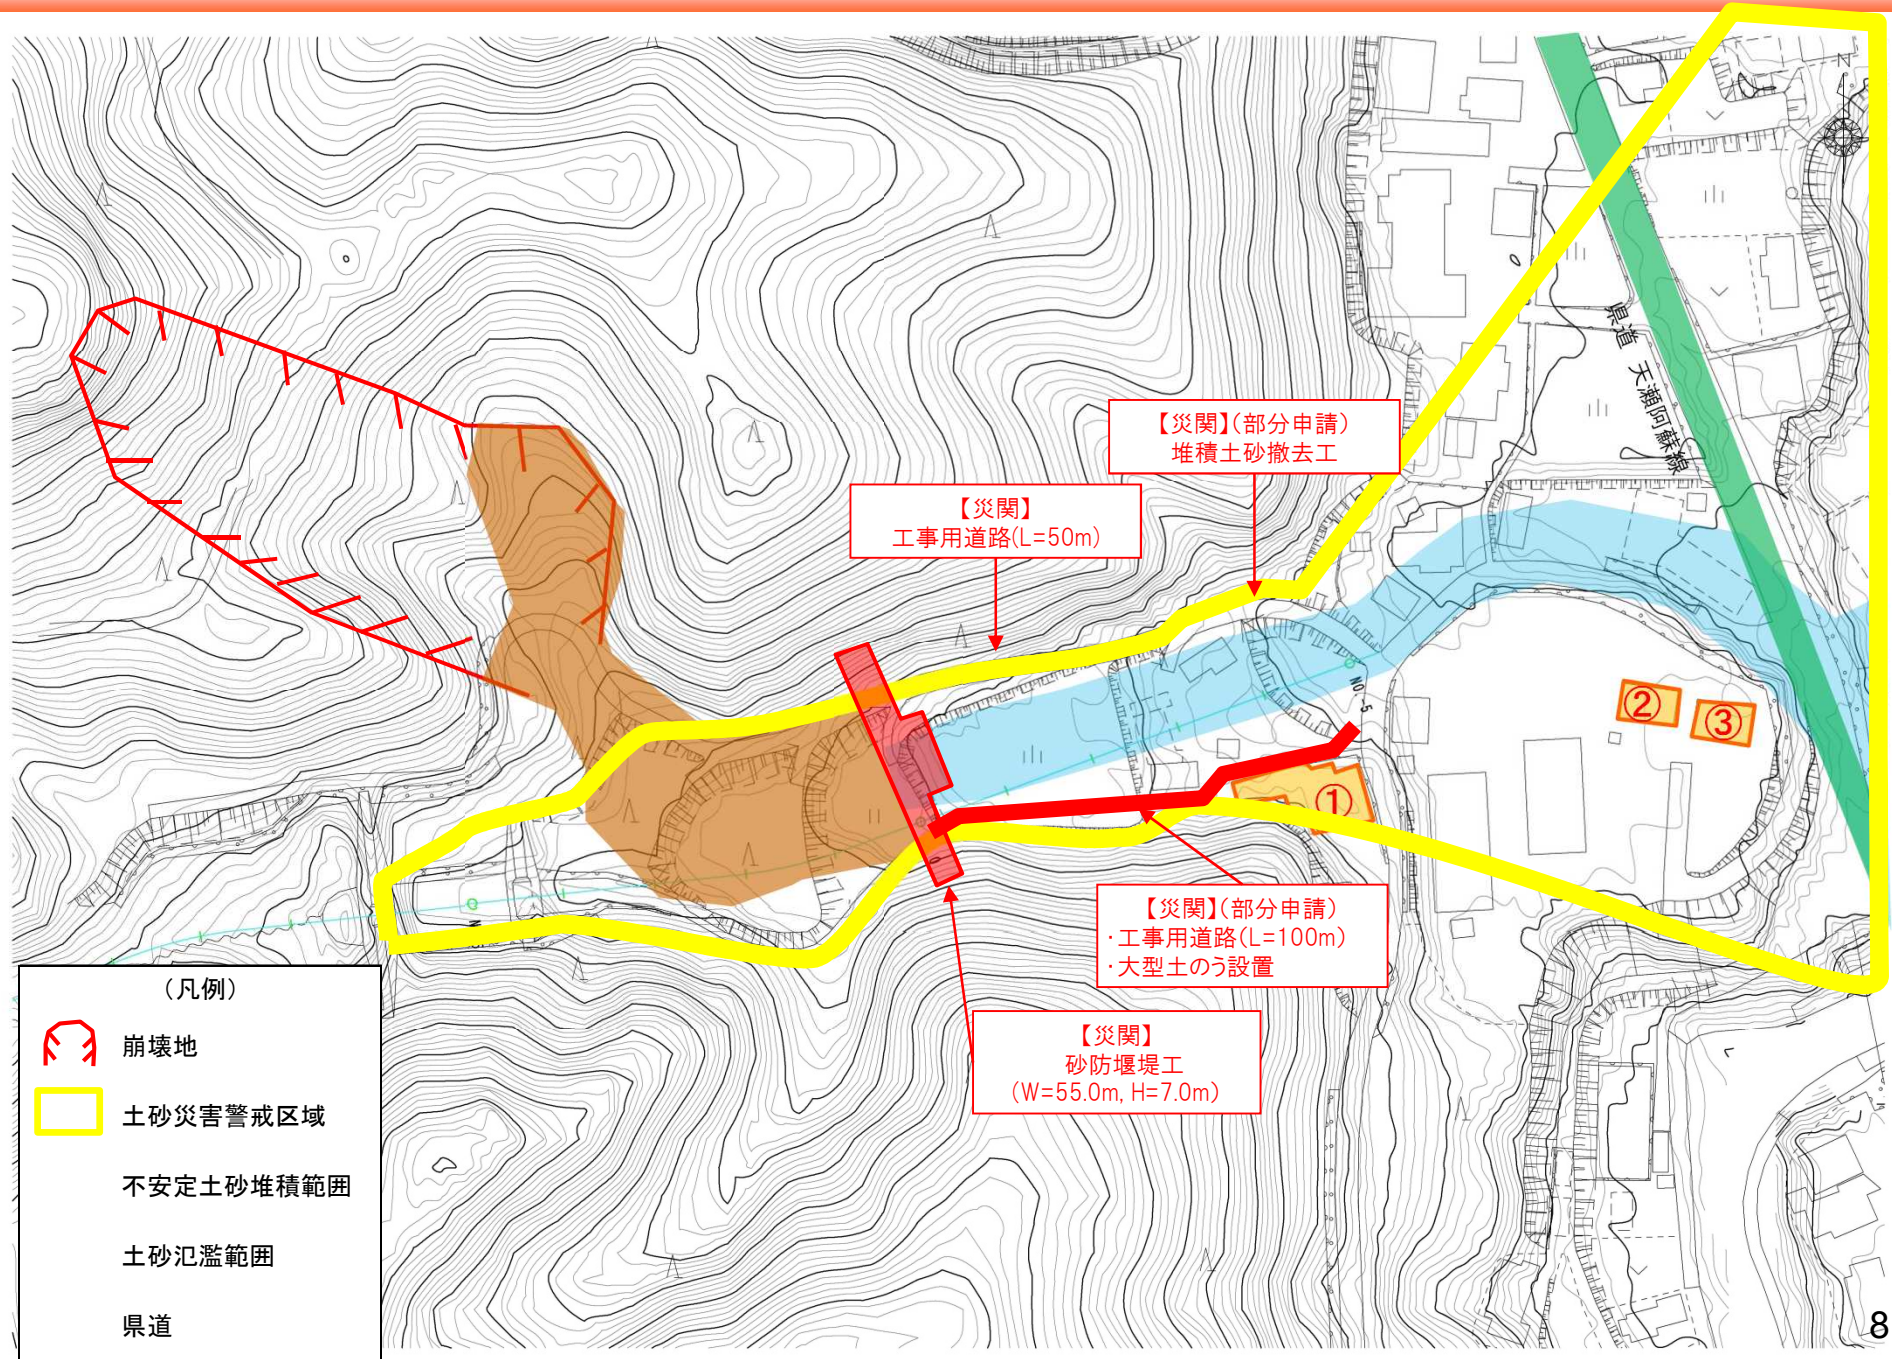 N
県道 天瀬阿蘇線
【災関】(部分申請)
堆積土砂撤去工
【災関】
工事用道路(L=50m)
NO.5
②
③
①
【災関】(部分申請)
・工事用道路(L=100m)
・大型土のう設置
【災関】
砂防堰堤工
(W=55.0m, H=7.0m)
(凡例)
崩壊地
土砂災害警戒区域
不安定土砂堆積範囲
土砂氾濫範囲
県道
8